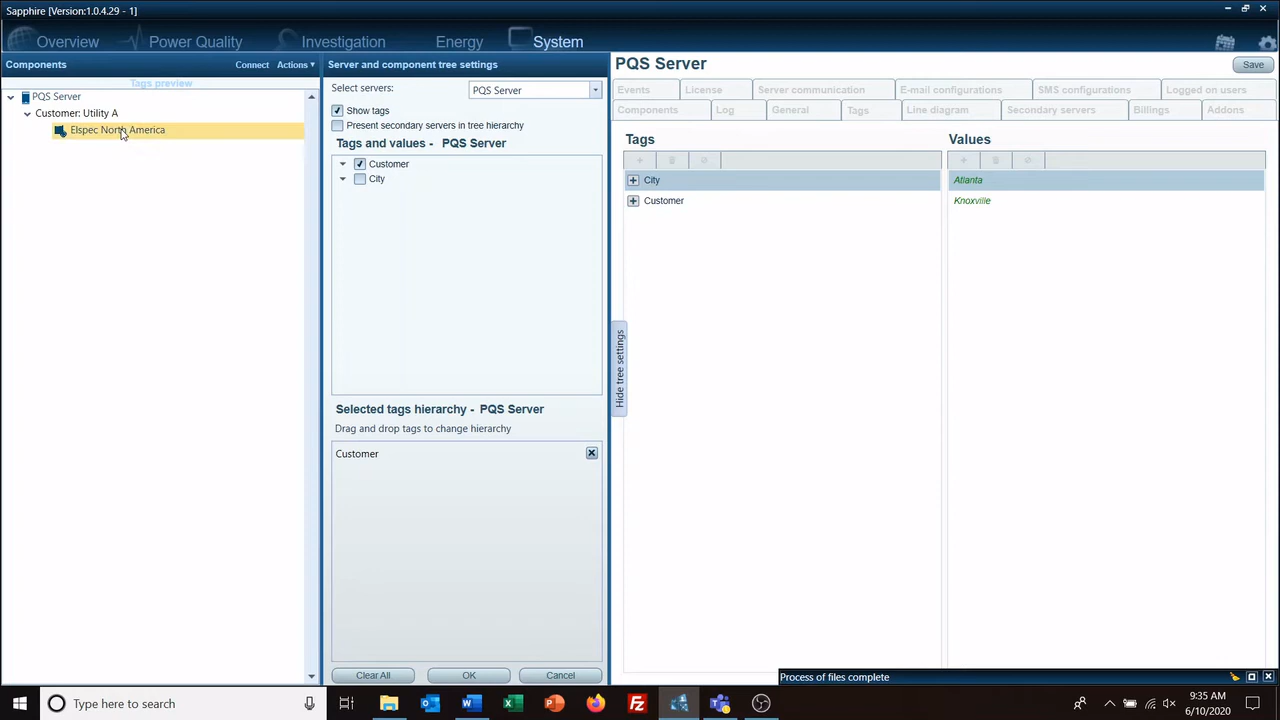 Sapphire [Version:1.0.4.29 - 1]
Overview
Power Quality
Investigation
Energy
System
Components
Connect
Actions
Tags preview
PQS Server
Customer: Utility A
Elspec North America
Server and component tree settings
Select servers:
PQS Server
Show tags
Present secondary servers in tree hierarchy
Tags and values - PQS Server
Customer
City
Selected tags hierarchy - PQS Server
Drag and drop tags to change hierarchy
Customer
Clear All
OK
Cancel
Hide tree settings
PQS Server
Save
Events
License
Server communication
E-mail configurations
SMS configurations
Logged on users
Components
Log
General
Tags
Line diagram
Secondary servers
Billings
Addons
Tags
Values
City
Customer
Atlanta
Knoxville
Process of files complete
Type here to search
9:35 AM
6/10/2020